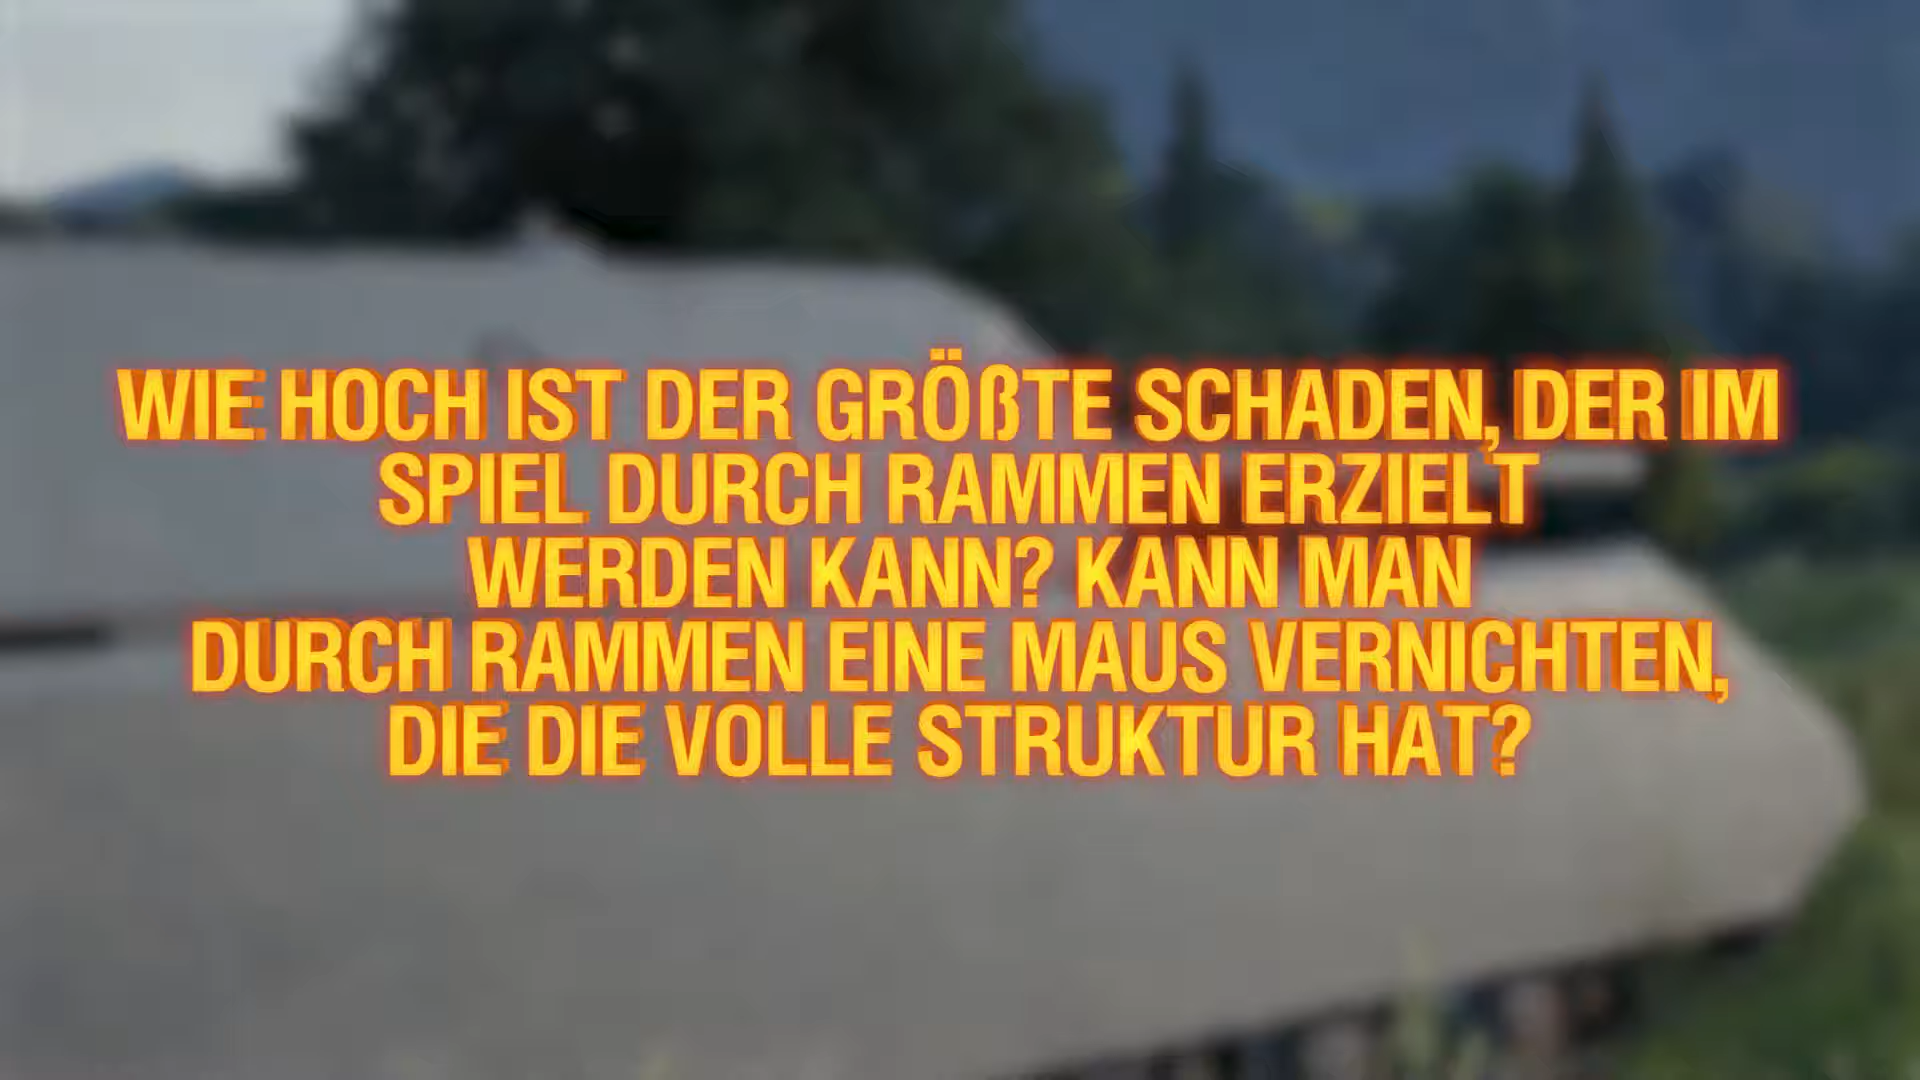 WIE HOCH IST DER GRÖßTE SCHADEN, DER IM
SPIEL DURCH RAMMEN ERZIELT
WERDEN KANN? KANN MAN
DURCH RAMMEN EINE MAUS VERNICHTEN,
DIE DIE VOLLE STRUKTUR HAT?